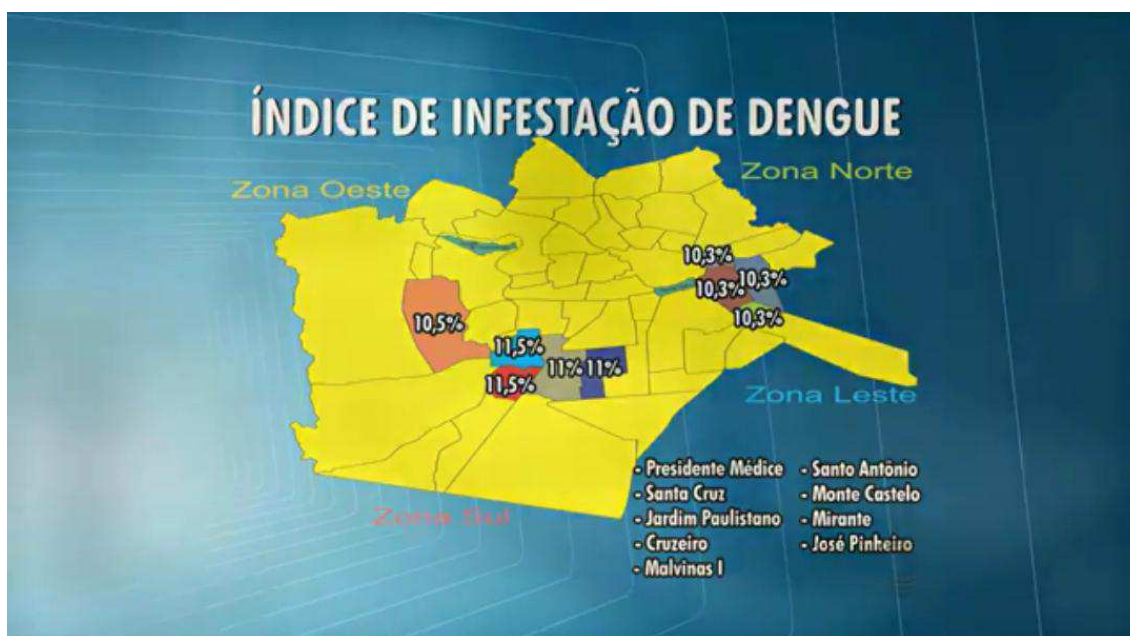 ÍNDICE DE INFESTAÇÃO DE DENGUE
Zona Norte
Zona Oeste
10,3%
10,3%
10,3%
10,3%
10,5%
11,5%
11%
11%
11,5%
Zona Leste
- Presidente Médice
- Santa Cruz
- Jardim Paulistano
- Cruzeiro
- Malvinas I
- Santo Antônio
- Monte Castelo
- Mirante
- José Pinheiro
Zona Sul